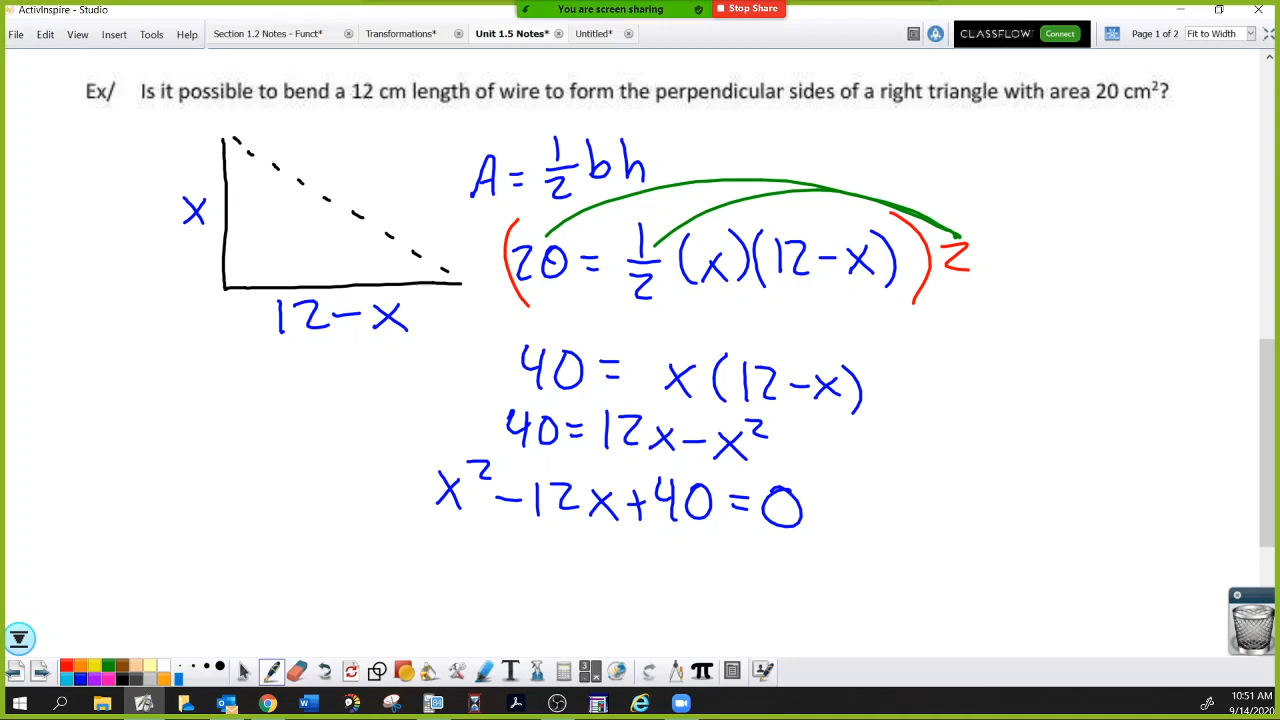 ActivInspire - Studio
You are screen sharing
Stop Share
File Edit View Insert Tools Help
Section 1.2 Notes - Funct*
Transformations*
Unit 1.5 Notes*
Untitled*
CLASSFLOW Connect
Page 1 of 2
Fit to Width
Ex/ Is it possible to bend a 12 cm length of wire to form the perpendicular sides of a right triangle with area 20 cm²?
x
12 - x
A = 1/2 bh
(20 = 1/2 (x)(12 - x)) 2
40 = x(12 - x)
40 = 12x - x²
x² - 12x + 40 = 0
10:51 AM
9/14/2020